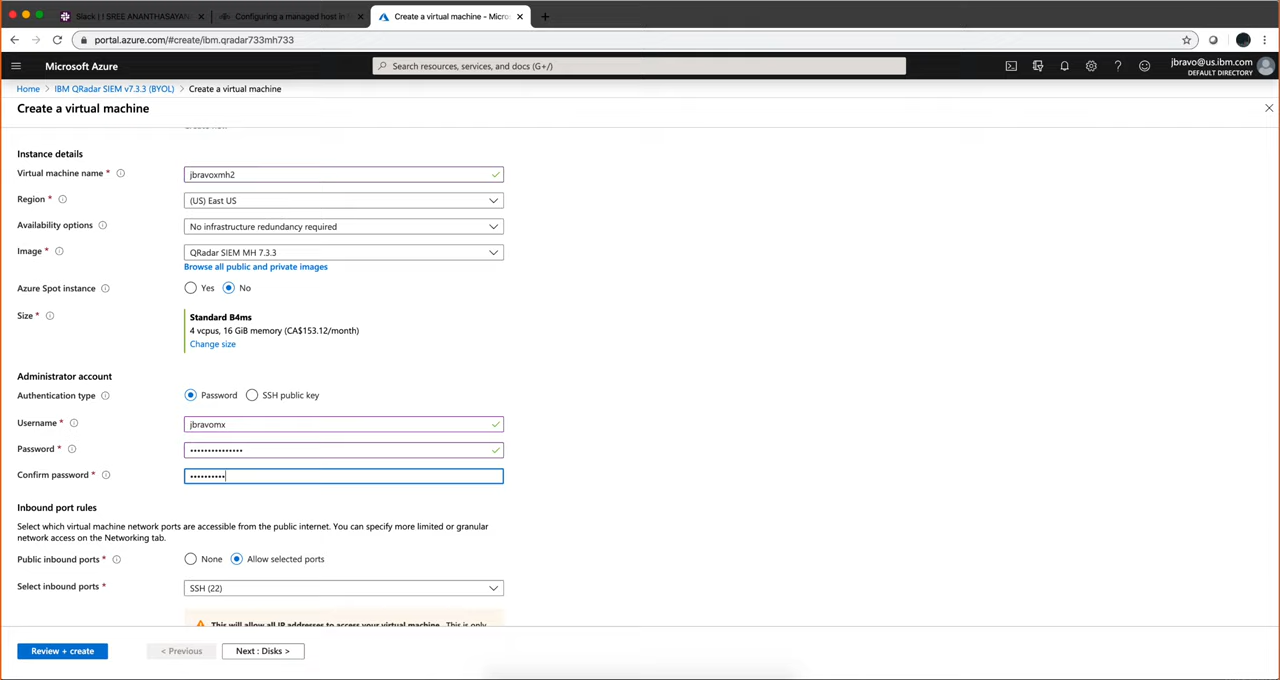 Slack | ! SREE ANANTHASAYAN
Configuring a managed host in
Create a virtual machine - Micro
portal.azure.com/#create/ibm.qradar733mh733
Microsoft Azure
Search resources, services, and docs (G+/)
jbravo@us.ibm.com
DEFAULT DIRECTORY
Home > IBM QRadar SIEM v7.3.3 (BYOL) > Create a virtual machine
Create a virtual machine
Instance details
Virtual machine name *
jbravoxmh2
Region *
(US) East US
Availability options
No infrastructure redundancy required
Image *
QRadar SIEM MH 7.3.3
Browse all public and private images
Azure Spot instance
Yes No
Size *
Standard B4ms
4 vcpus, 16 GiB memory (CA$153.12/month)
Change size
Administrator account
Authentication type
Password SSH public key
Username *
jbravomx
Password *
•••••••••••••••
Confirm password *
••••••••••
Inbound port rules
Select which virtual machine network ports are accessible from the public internet. You can specify more limited or granular
network access on the Networking tab.
Public inbound ports *
None Allow selected ports
Select inbound ports *
SSH (22)
This will allow all IP addresses to access your virtual machine. This is only
Review + create
< Previous
Next : Disks >